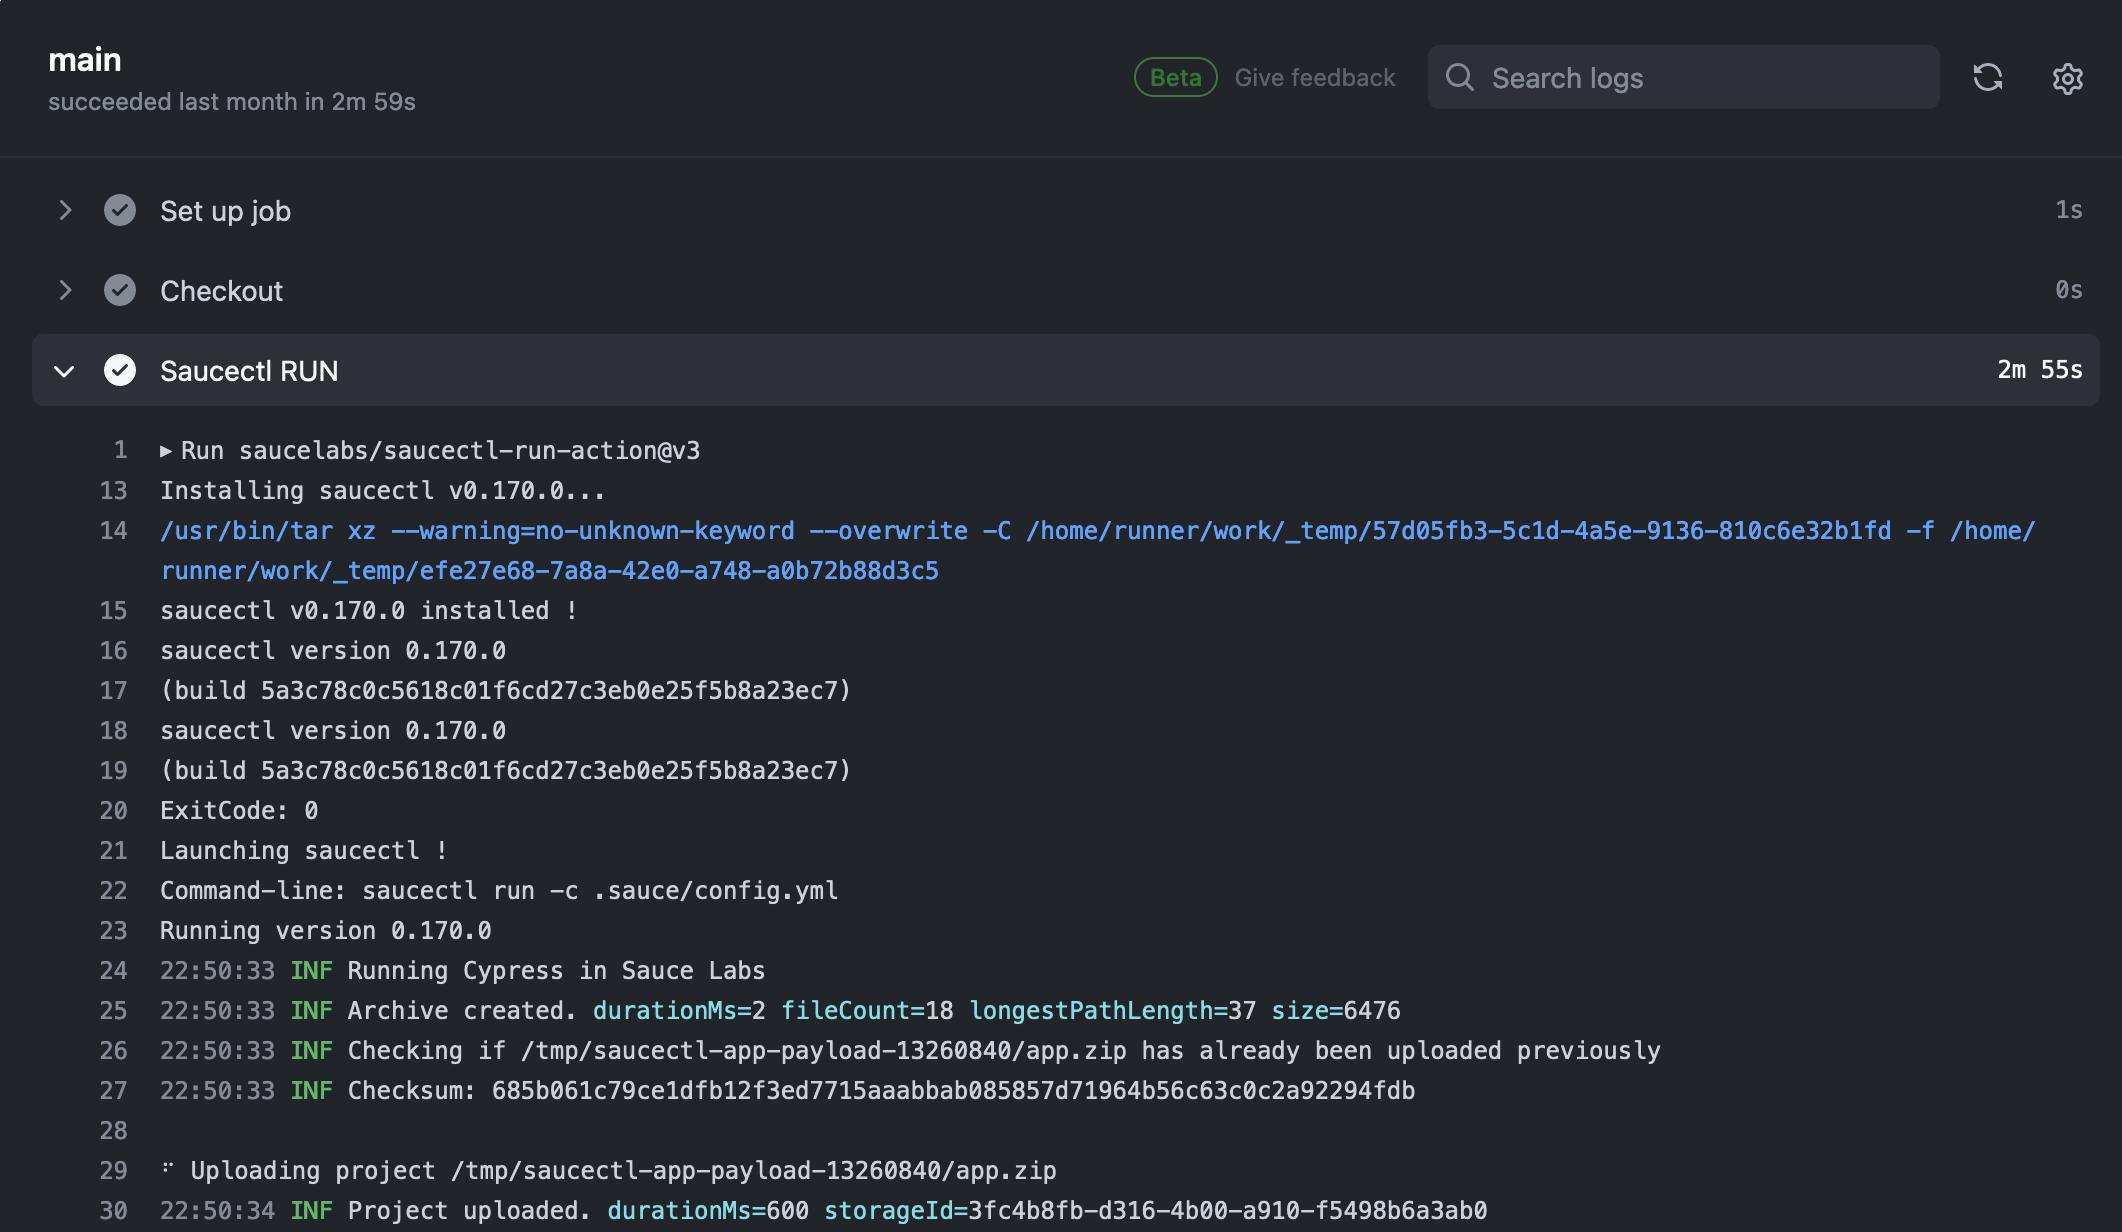 main
succeeded last month in 2m 59s
Beta Give feedback Search logs
Set up job 1s
Checkout 0s
Saucectl RUN 2m 55s
1 Run saucelabs/saucectl-run-action@v3
13 Installing saucectl v0.170.0...
14 /usr/bin/tar xz --warning=no-unknown-keyword --overwrite -C /home/runner/work/_temp/57d05fb3-5c1d-4a5e-9136-810c6e32b1fd -f /home/
runner/work/_temp/efe27e68-7a8a-42e0-a748-a0b72b88d3c5
15 saucectl v0.170.0 installed !
16 saucectl version 0.170.0
17 (build 5a3c78c0c5618c01f6cd27c3eb0e25f5b8a23ec7)
18 saucectl version 0.170.0
19 (build 5a3c78c0c5618c01f6cd27c3eb0e25f5b8a23ec7)
20 ExitCode: 0
21 Launching saucectl !
22 Command-line: saucectl run -c .sauce/config.yml
23 Running version 0.170.0
24 22:50:33 INF Running Cypress in Sauce Labs
25 22:50:33 INF Archive created. durationMs=2 fileCount=18 longestPathLength=37 size=6476
26 22:50:33 INF Checking if /tmp/saucectl-app-payload-13260840/app.zip has already been uploaded previously
27 22:50:33 INF Checksum: 685b061c79ce1dfb12f3ed7715aaabbab085857d71964b56c63c0c2a92294fdb
28
29 ⠋ Uploading project /tmp/saucectl-app-payload-13260840/app.zip
30 22:50:34 INF Project uploaded. durationMs=600 storageId=3fc4b8fb-d316-4b00-a910-f5498b6a3ab0